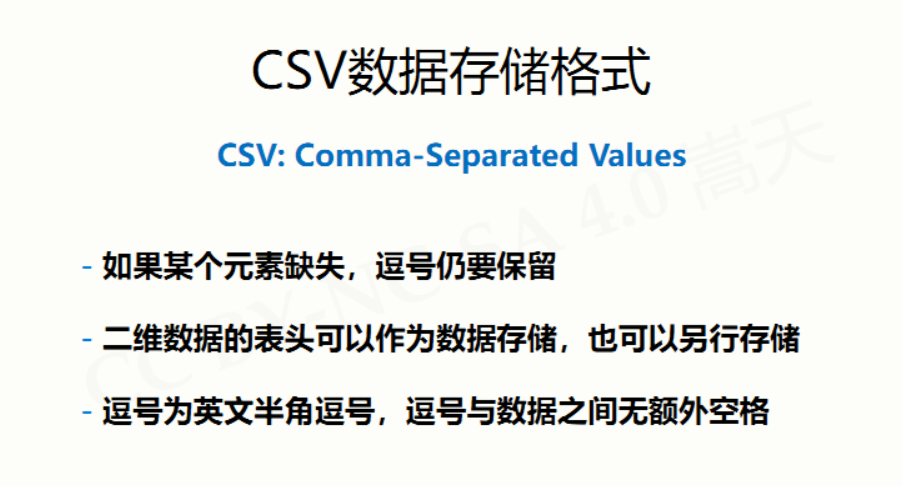 CSV数据存储格式
CSV: Comma-Separated Values
- 如果某个元素缺失，逗号仍要保留
- 二维数据的表头可以作为数据存储，也可以另行存储
- 逗号为英文半角逗号，逗号与数据之间无额外空格
CC BY-NC-SA 4.0 嵩天